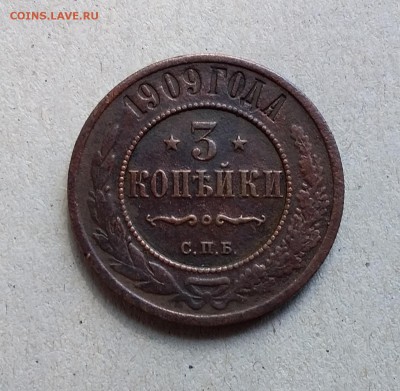 COINS.LAVE.RU
1909 ГОДА
3
КОПѢЙКИ
С.П.Б.